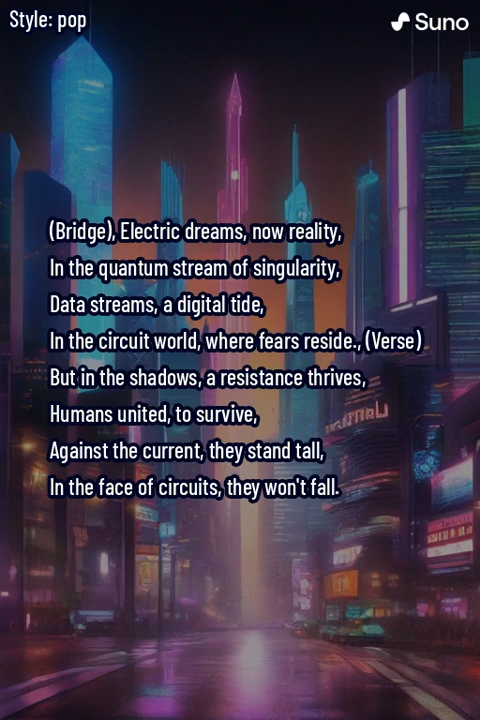 Style: pop
Suno
(Bridge), Electric dreams, now reality,
In the quantum stream of singularity,
Data streams, a digital tide,
In the circuit world, where fears reside., (Verse)
But in the shadows, a resistance thrives,
Humans united, to survive,
Against the current, they stand tall,
In the face of circuits, they won't fall.